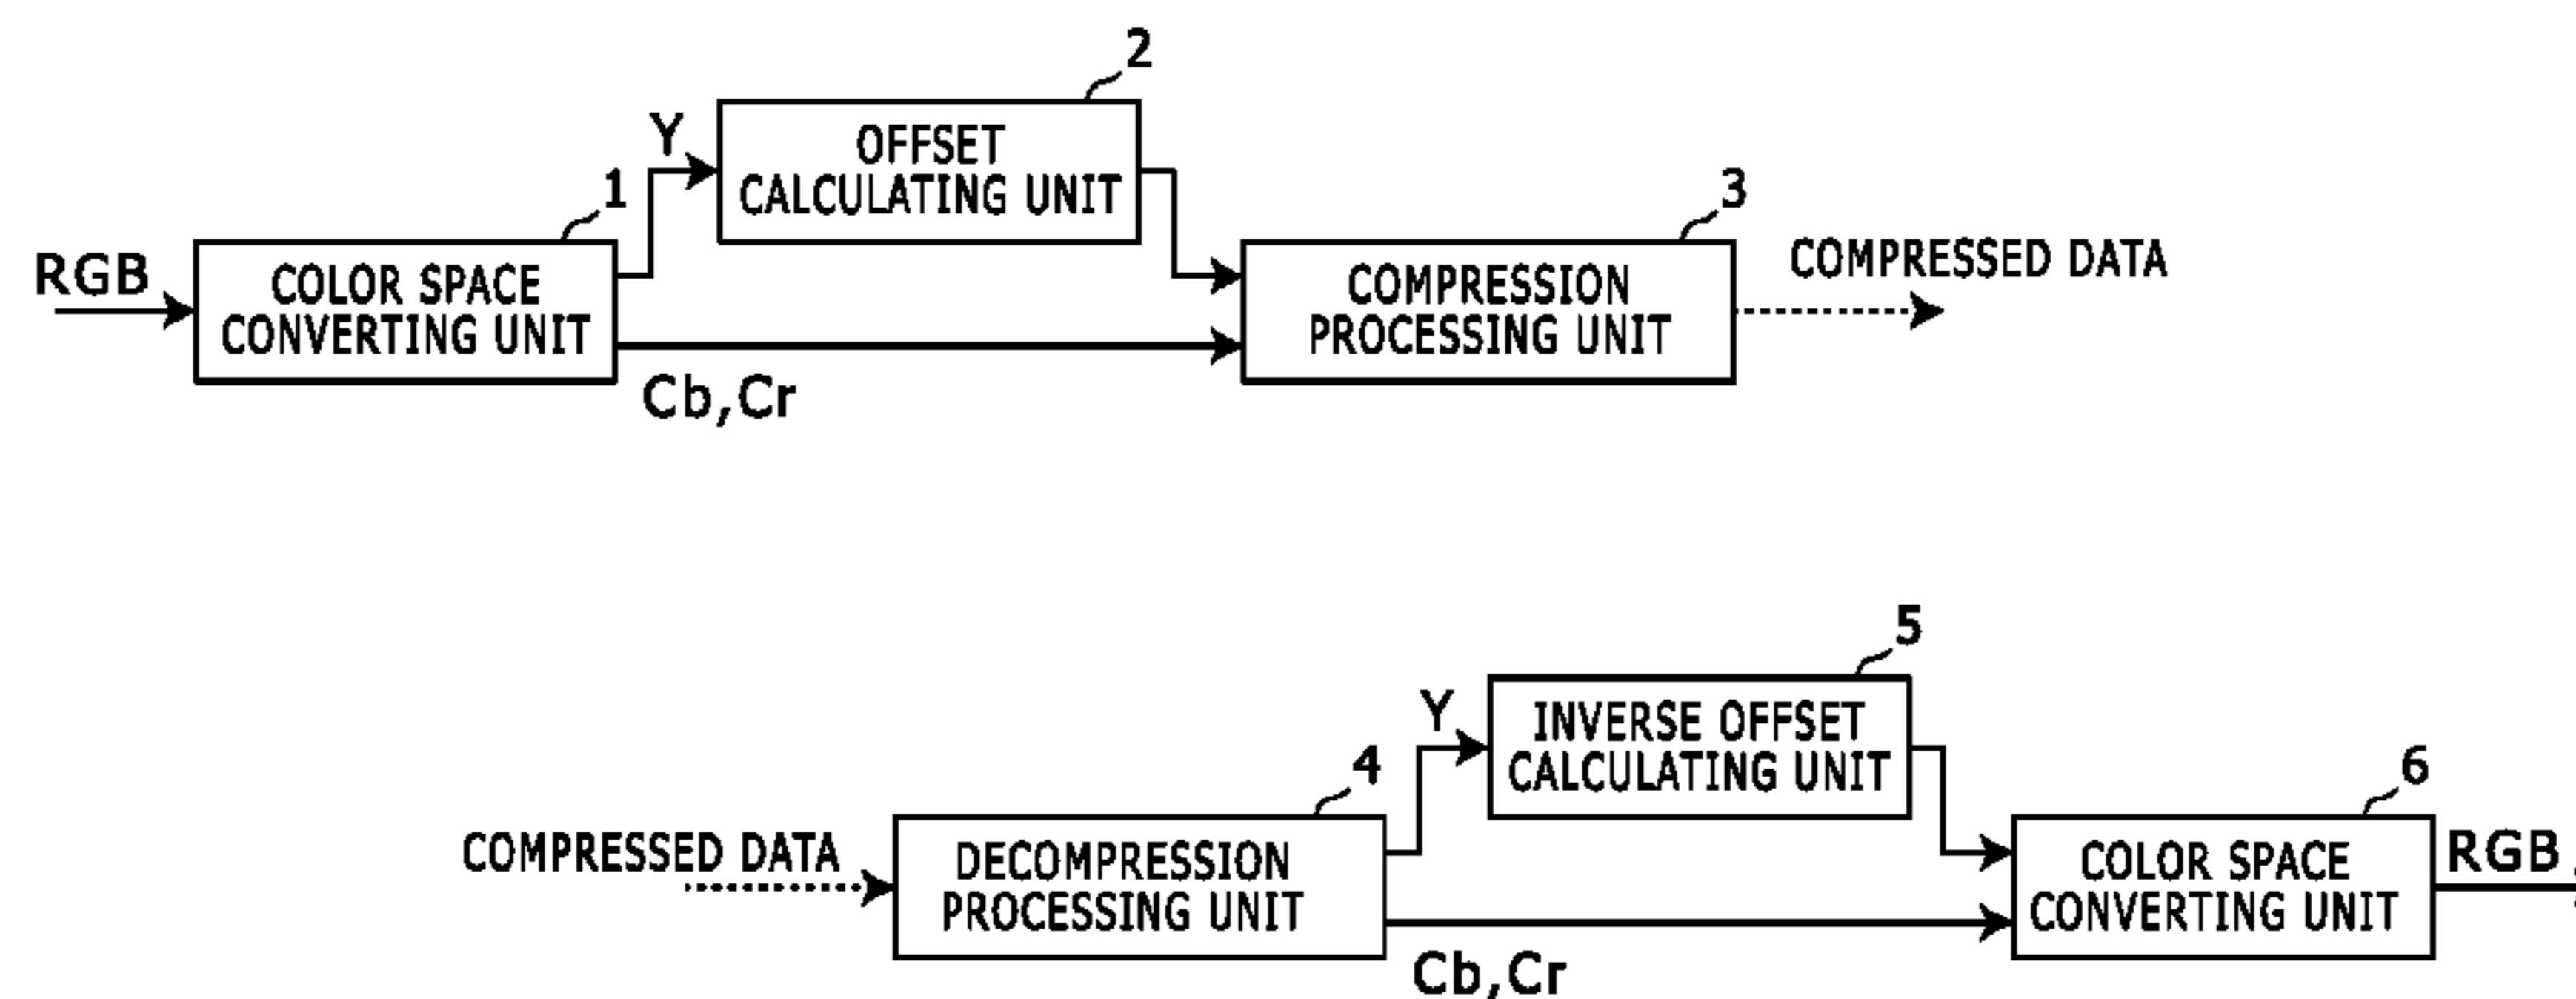 2
Y
OFFSET
CALCULATING UNIT
1
3
RGB
COLOR SPACE
CONVERTING UNIT
COMPRESSION
PROCESSING UNIT
COMPRESSED DATA
Cb,Cr
5
Y
INVERSE OFFSET
CALCULATING UNIT
4
6
COMPRESSED DATA
DECOMPRESSION
PROCESSING UNIT
COLOR SPACE
CONVERTING UNIT
RGB
Cb,Cr